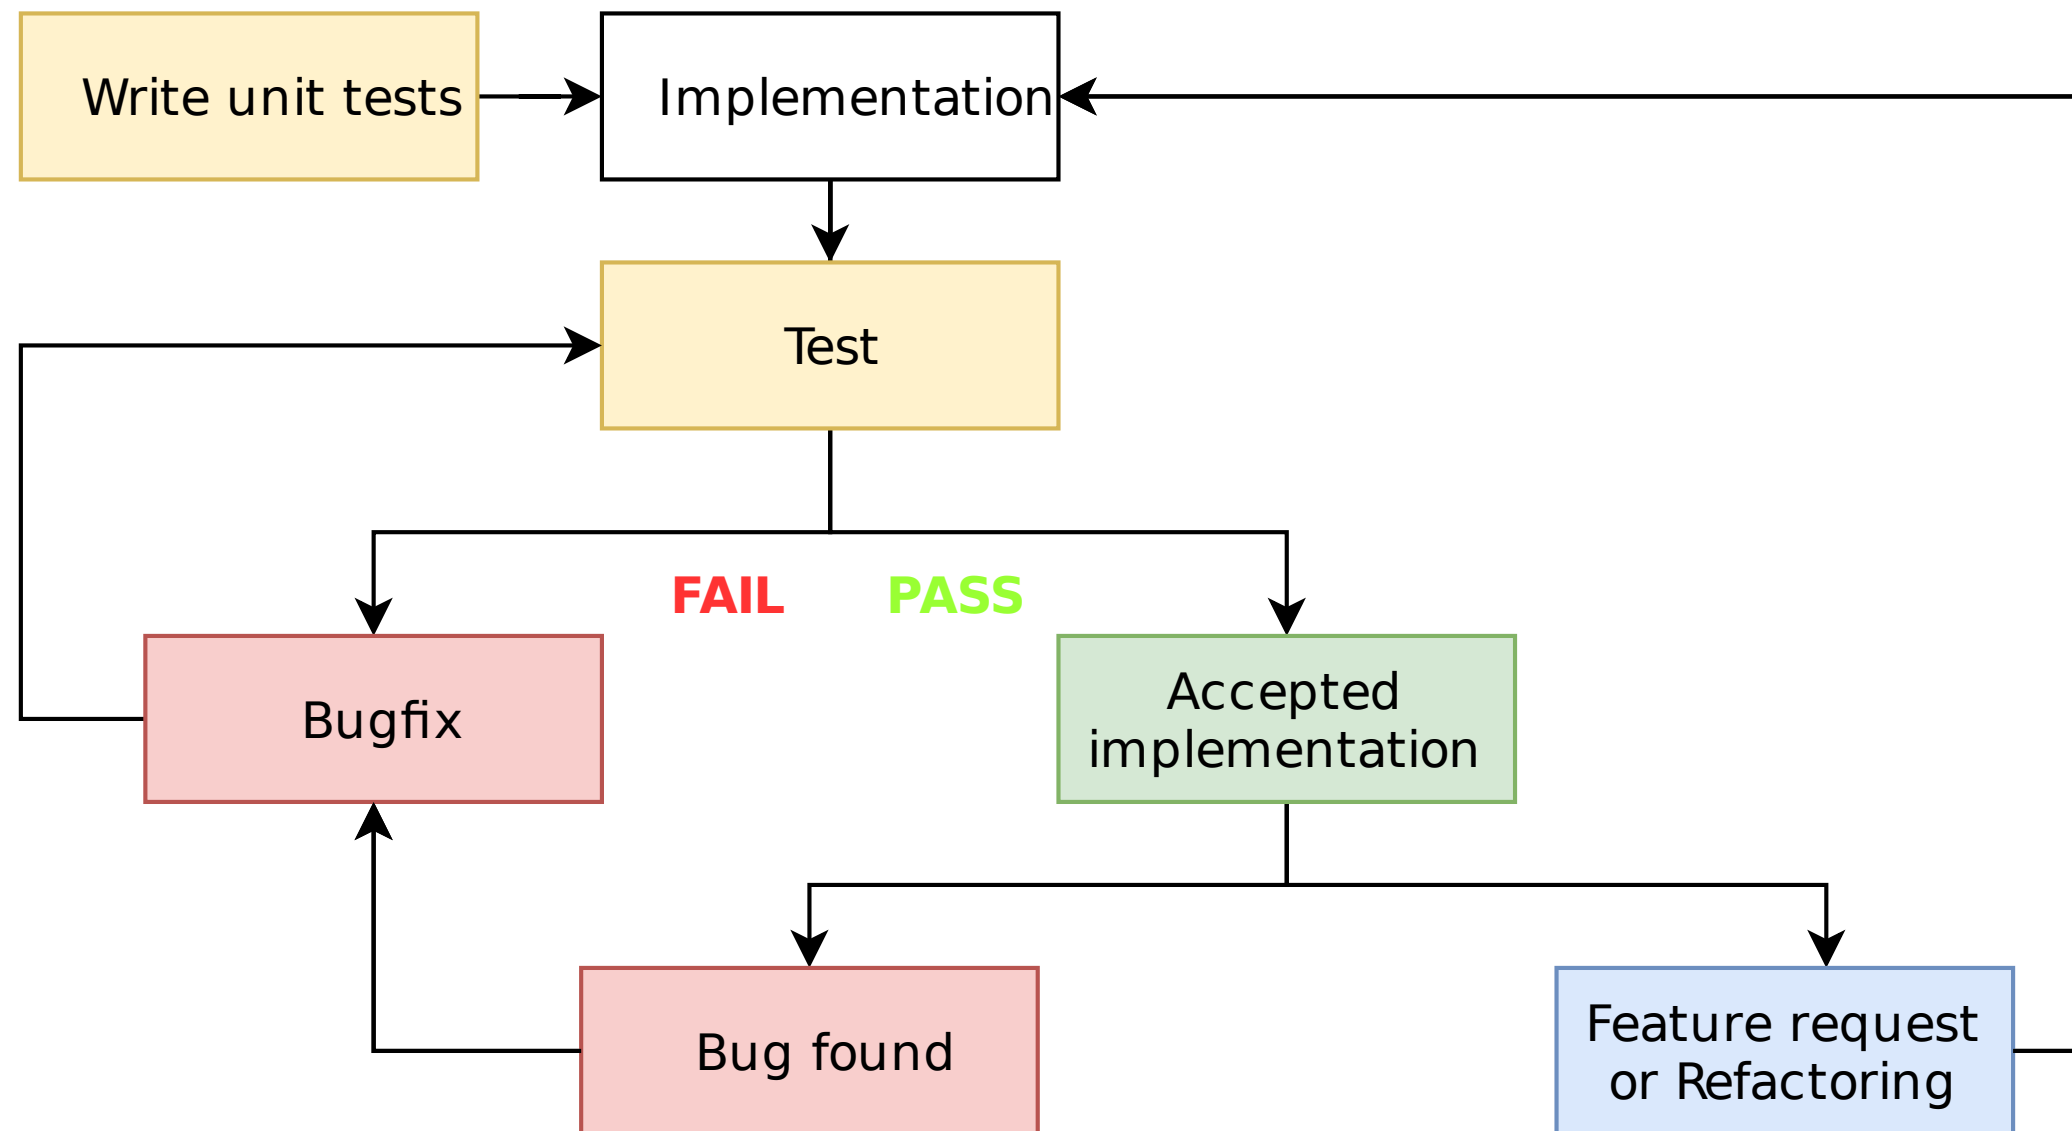 Write unit tests
Implementation
Test
FAIL
PASS
Bugfix
Accepted
implementation
Bug found
Feature request
or Refactoring